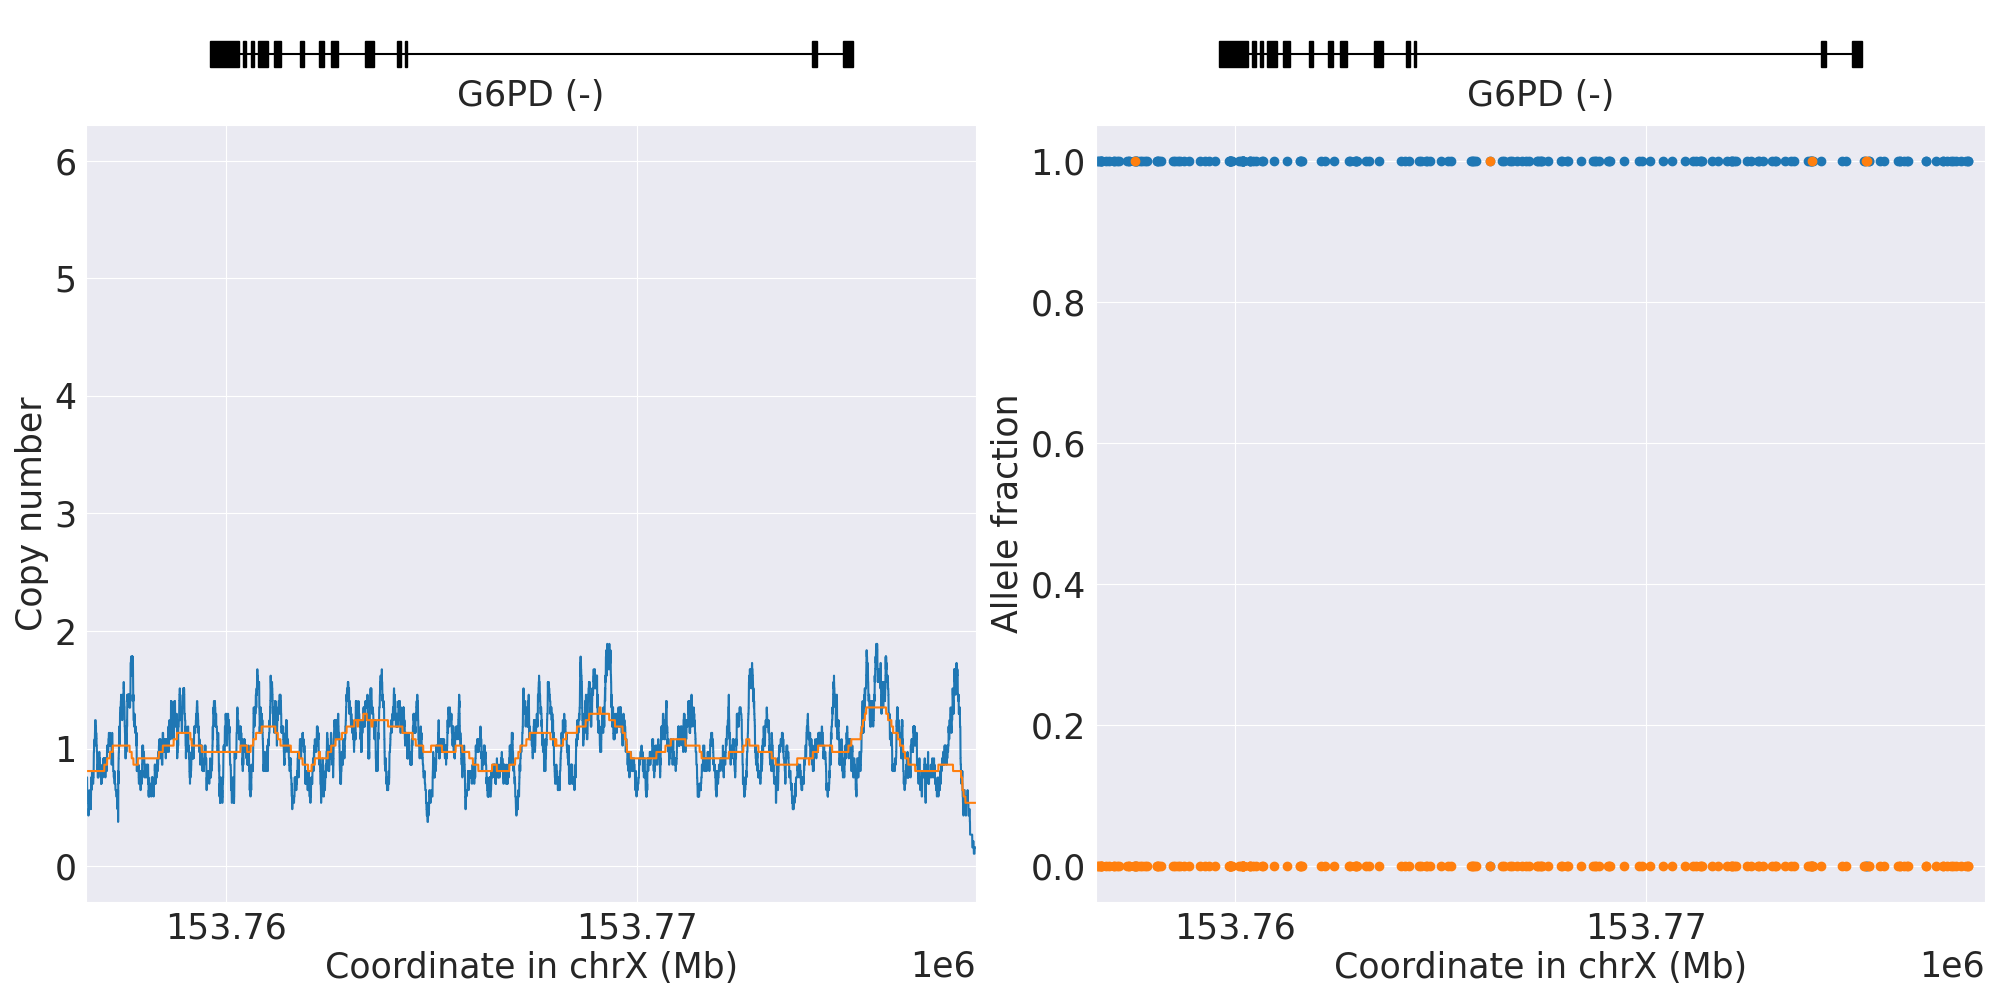 G6PD (-)
6
5
4
3
2
1
0
Copy number
153.76
153.77
Coordinate in chrX (Mb)
1e6
G6PD (-)
1.0
0.8
0.6
0.4
0.2
0.0
Allele fraction
153.76
153.77
Coordinate in chrX (Mb)
1e6